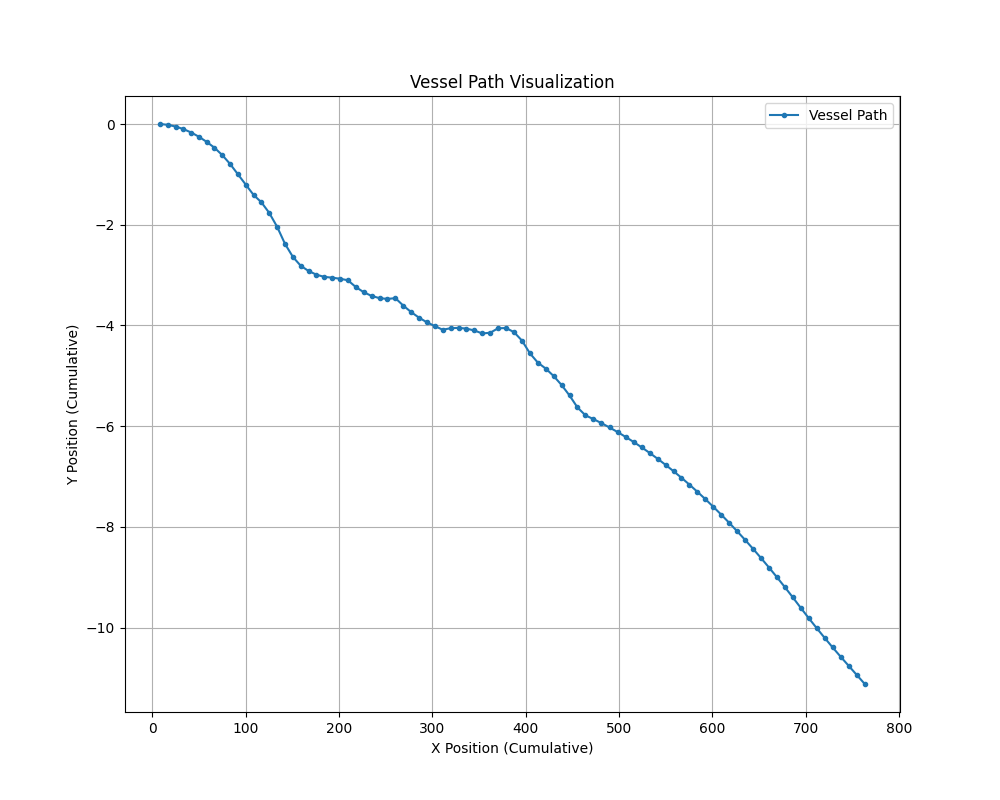 Vessel Path Visualization
Vessel Path
Y Position (Cumulative)
0
−2
−4
−6
−8
−10
0 100 200 300 400 500 600 700 800
X Position (Cumulative)